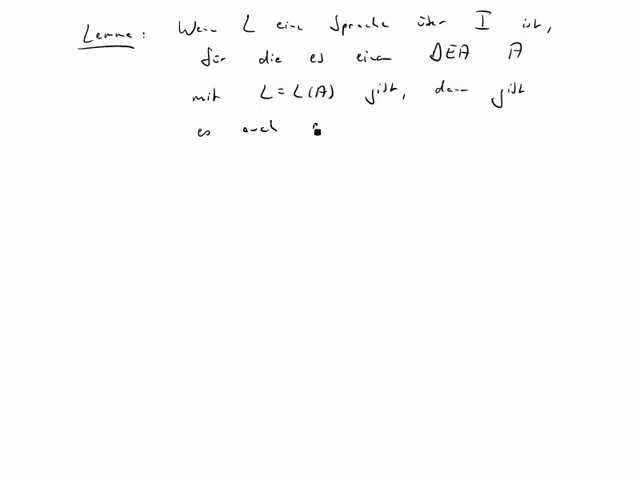 Lemma: Wenn L eine Sprache über I ist,
für die es einen DEA A
mit L = L(A) gibt, dann gibt
es auch